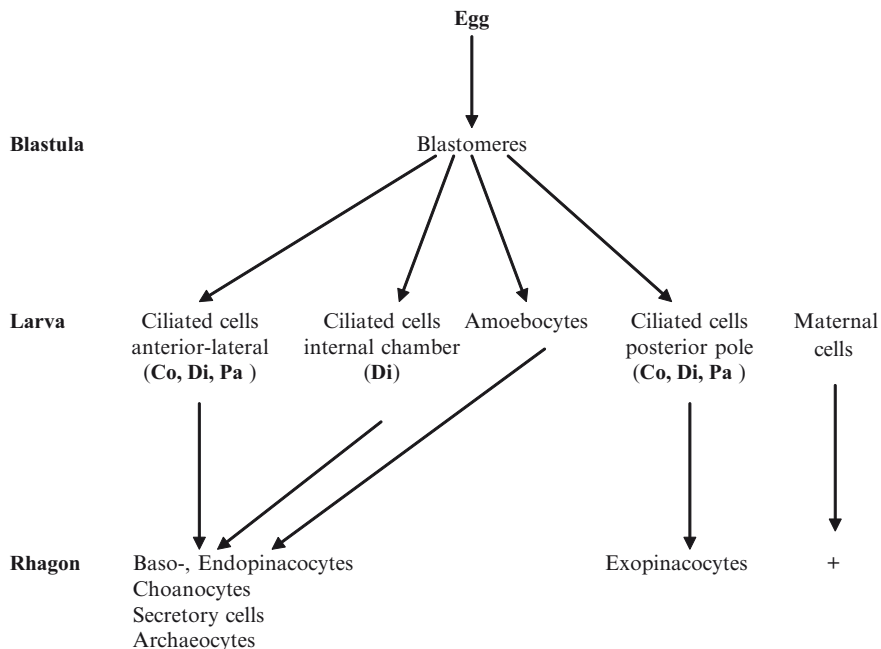 Egg
Blastula
Blastomeres
Larva
Ciliated cells
anterior-lateral
(Co, Di, Pa )
Ciliated cells
internal chamber
(Di)
Amoebocytes
Ciliated cells
posterior pole
(Co, Di, Pa )
Maternal
cells
Rhagon
Baso-, Endopinacocytes
Choanocytes
Secretory cells
Archaeocytes
Exopinacocytes
+